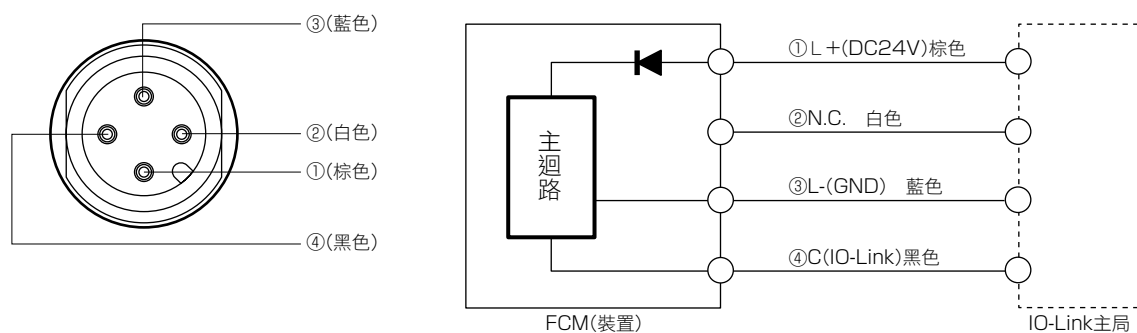 ③(藍色)
②(白色)
①(棕色)
④(黑色)
主迴路
①L+(DC24V)棕色
②N.C. 白色
③L-(GND) 藍色
④C(IO-Link)黑色
FCM(裝置)
IO-Link主局